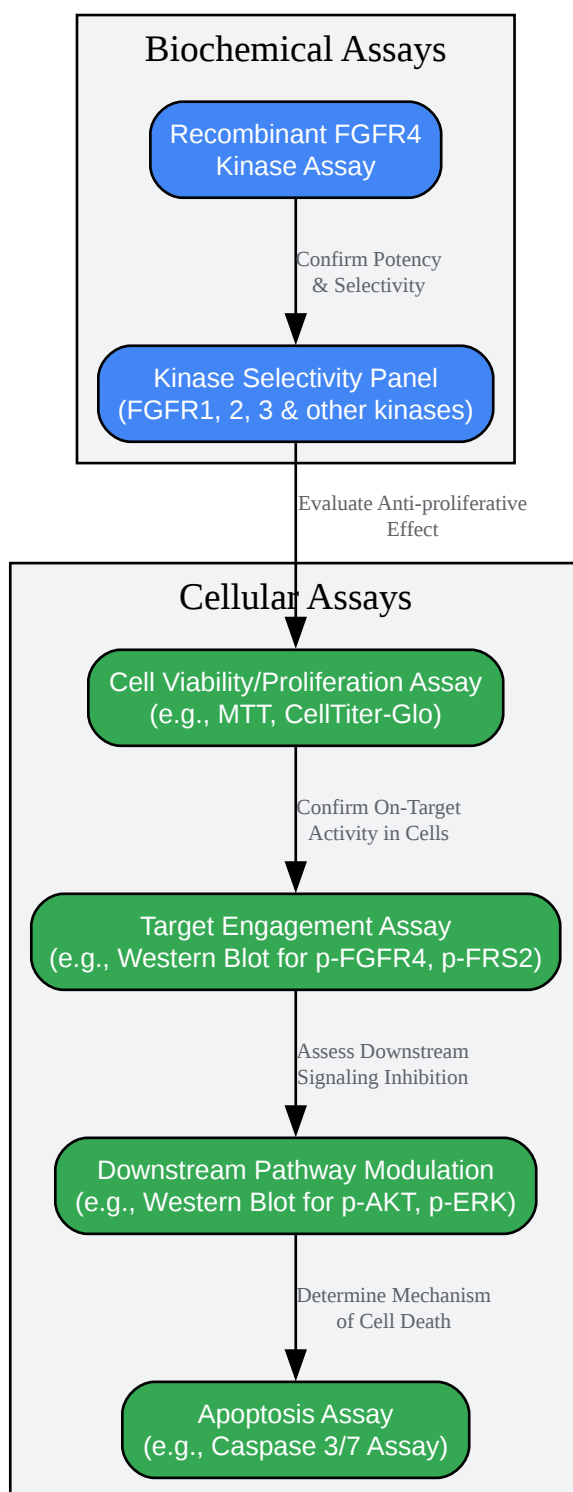 Biochemical Assays
Recombinant FGFR4
Kinase Assay
Confirm Potency
& Selectivity
Kinase Selectivity Panel
(FGFR1, 2, 3 & other kinases)
Evaluate Anti-proliferative
Effect
Cellular Assays
Cell Viability/Proliferation Assay
(e.g., MTT, CellTiter-Glo)
Confirm On-Target
Activity in Cells
Target Engagement Assay
(e.g., Western Blot for p-FGFR4, p-FRS2)
Assess Downstream
Signaling Inhibition
Downstream Pathway Modulation
(e.g., Western Blot for p-AKT, p-ERK)
Determine Mechanism
of Cell Death
Apoptosis Assay
(e.g., Caspase 3/7 Assay)